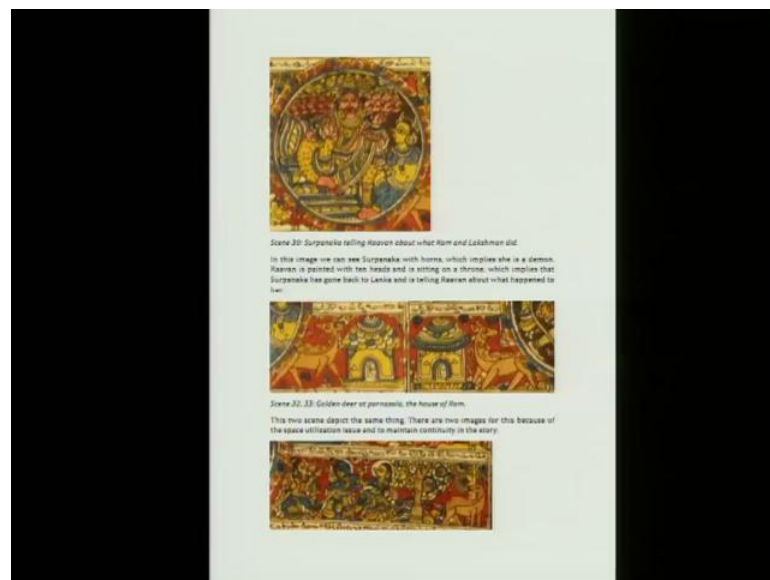 Scene 30: Surpanaka telling Raavan about what Ram and Lakshman did.
In this image we can see Surpanaka with horns, which implies she is a demon.
Raavan is painted with ten heads and is sitting on a throne, which implies that
Surpanaka has gone back to Lanka and is telling Raavan about what happened to
her.
Scene 32, 33: Golden deer at parnasala, the house of Ram.
This two scene depict the same thing. There are two images for this because of
the space utilization issue and to maintain continuity in the story.